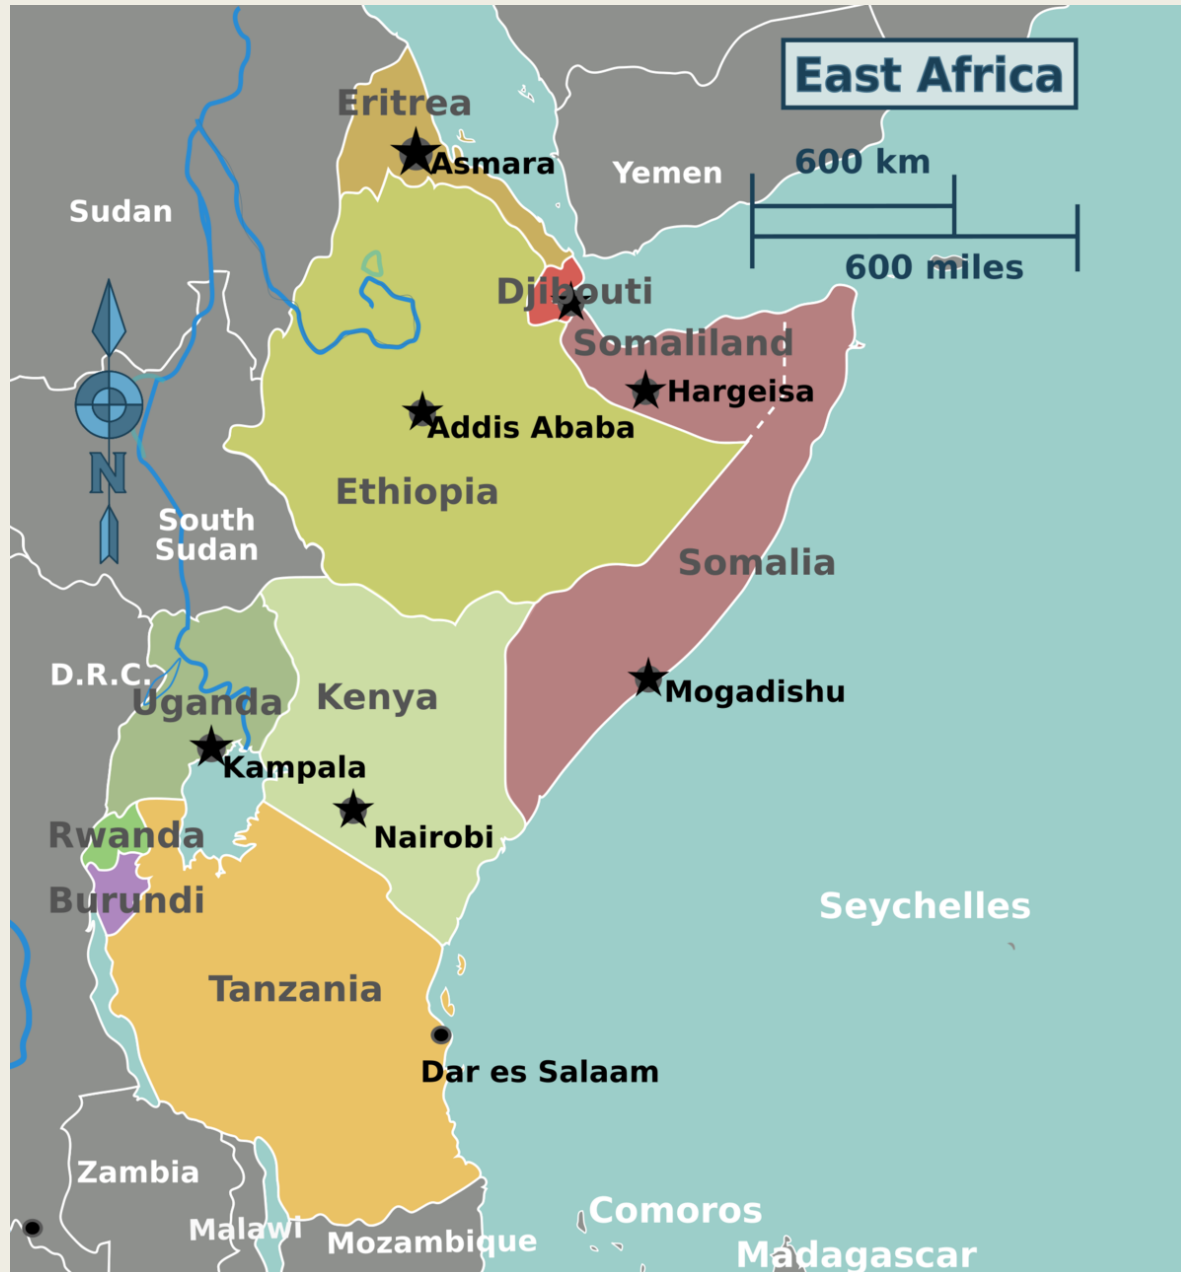 East Africa
Eritrea
600 km
Asmara
Yemen
Sudan
600 miles
Djibouti
Somaliland
Hargeisa
Addis Ababa
N
Ethiopia
South
Sudan
Somalia
D.R.C.
Uganda
Kenya
Mogadishu
Kampala
Rwanda
Nairobi
Burundi
Seychelles
Tanzania
Dar es Salaam
Zambia
Comoros
Malawi
Mozambique
Madagascar